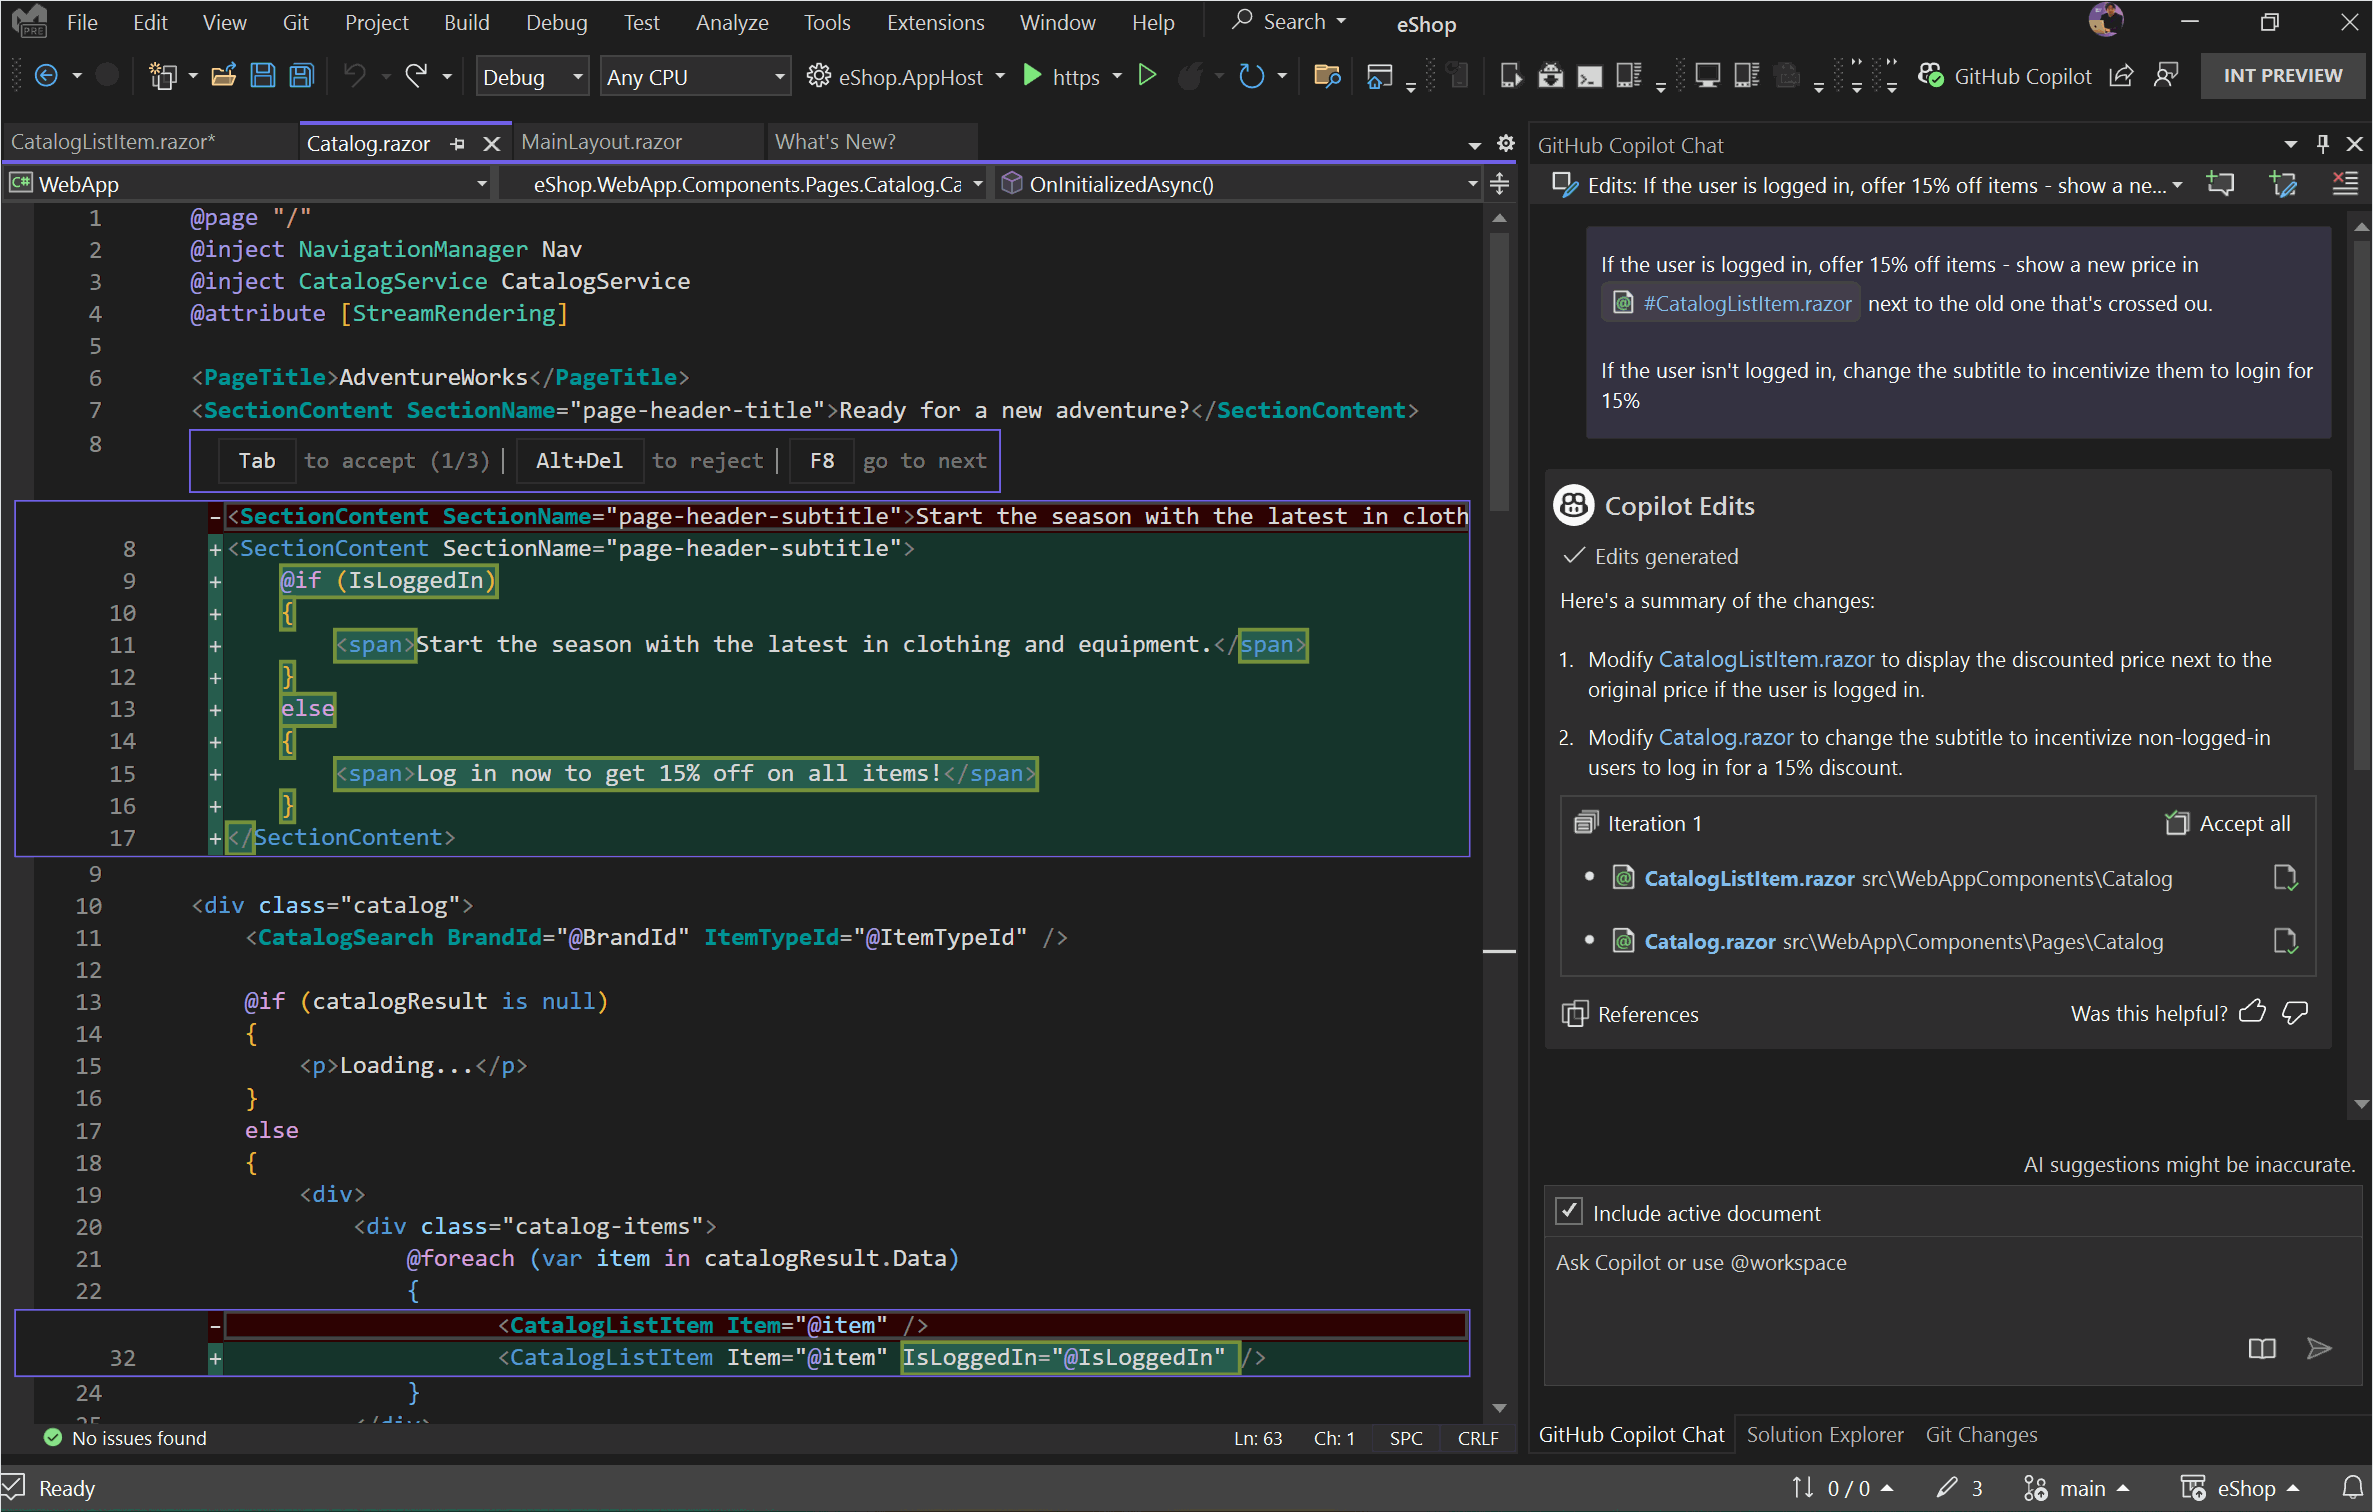 File Edit View Git Project Build Debug Test Analyze Tools Extensions Window Help Search eShop
PRE
Debug Any CPU eShop.AppHost https GitHub Copilot INT PREVIEW
CatalogListItem.razor* Catalog.razor MainLayout.razor What's New?
C# WebApp eShop.WebApp.Components.Pages.Catalog.Ca OnInitializedAsync()
1 @page "/"
2 @inject NavigationManager Nav
3 @inject CatalogService CatalogService
4 @attribute [StreamRendering]
5
6 <PageTitle>AdventureWorks</PageTitle>
7 <SectionContent SectionName="page-header-title">Ready for a new adventure?</SectionContent>
8
Tab to accept (1/3) | Alt+Del to reject | F8 go to next
-<SectionContent SectionName="page-header-subtitle">Start the season with the latest in cloth
8 +<SectionContent SectionName="page-header-subtitle">
9 + @if (IsLoggedIn)
10 + {
11 + <span>Start the season with the latest in clothing and equipment.</span>
12 + }
13 + else
14 + {
15 + <span>Log in now to get 15% off on all items!</span>
16 + }
17 +</SectionContent>
9
10 <div class="catalog">
11 <CatalogSearch BrandId="@BrandId" ItemTypeId="@ItemTypeId" />
12
13 @if (catalogResult is null)
14 {
15 <p>Loading...</p>
16 }
17 else
18 {
19 <div>
20 <div class="catalog-items">
21 @foreach (var item in catalogResult.Data)
22 {
- <CatalogListItem Item="@item" />
32 + <CatalogListItem Item="@item" IsLoggedIn="@IsLoggedIn" />
24 }
25 </div>
No issues found Ln: 63 Ch: 1 SPC CRLF
GitHub Copilot Chat
Edits: If the user is logged in, offer 15% off items - show a ne...
If the user is logged in, offer 15% off items - show a new price in
#CatalogListItem.razor next to the old one that's crossed ou.
If the user isn't logged in, change the subtitle to incentivize them to login for
15%
Copilot Edits
Edits generated
Here's a summary of the changes:
1. Modify CatalogListItem.razor to display the discounted price next to the
original price if the user is logged in.
2. Modify Catalog.razor to change the subtitle to incentivize non-logged-in
users to log in for a 15% discount.
Iteration 1 Accept all
• CatalogListItem.razor src\WebAppComponents\Catalog
• Catalog.razor src\WebApp\Components\Pages\Catalog
References Was this helpful?
AI suggestions might be inaccurate.
Include active document
Ask Copilot or use @workspace
GitHub Copilot Chat Solution Explorer Git Changes
Ready 0 / 0 3 main eShop